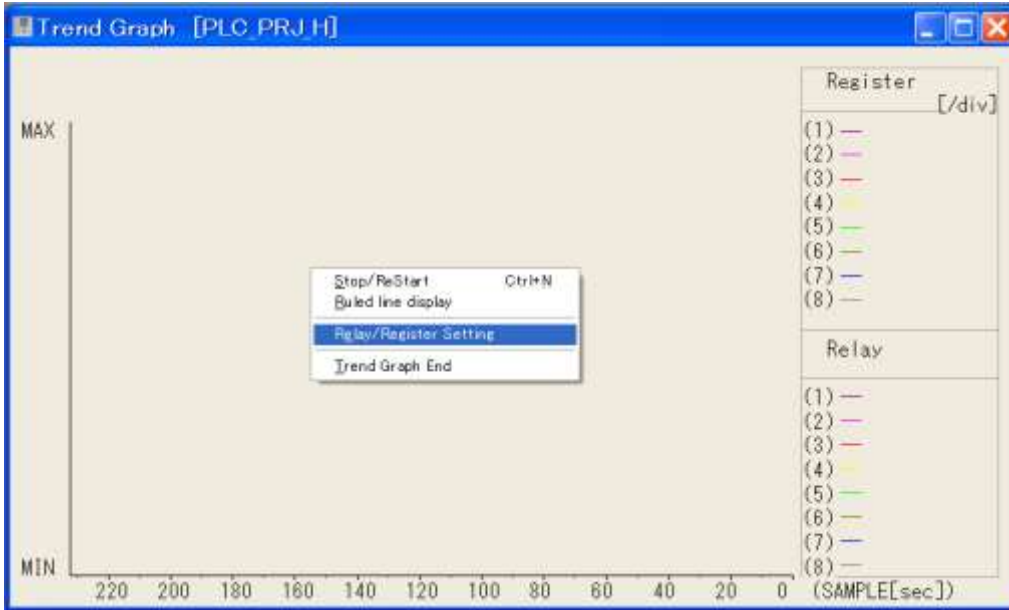 Trend Graph [PLC_PRJ_H]
Register
[/div]
MAX
(1)
(2)
(3)
(4)
(5)
(6)
(7)
(8)
Stop/ReStart Ctrl+N
Ruled line display
Relay/Register Setting
Trend Graph End
Relay
(1)
(2)
(3)
(4)
(5)
(6)
(7)
(8)
MIN
220 200 180 160 140 120 100 80 60 40 20 0 (SAMPLE[sec])